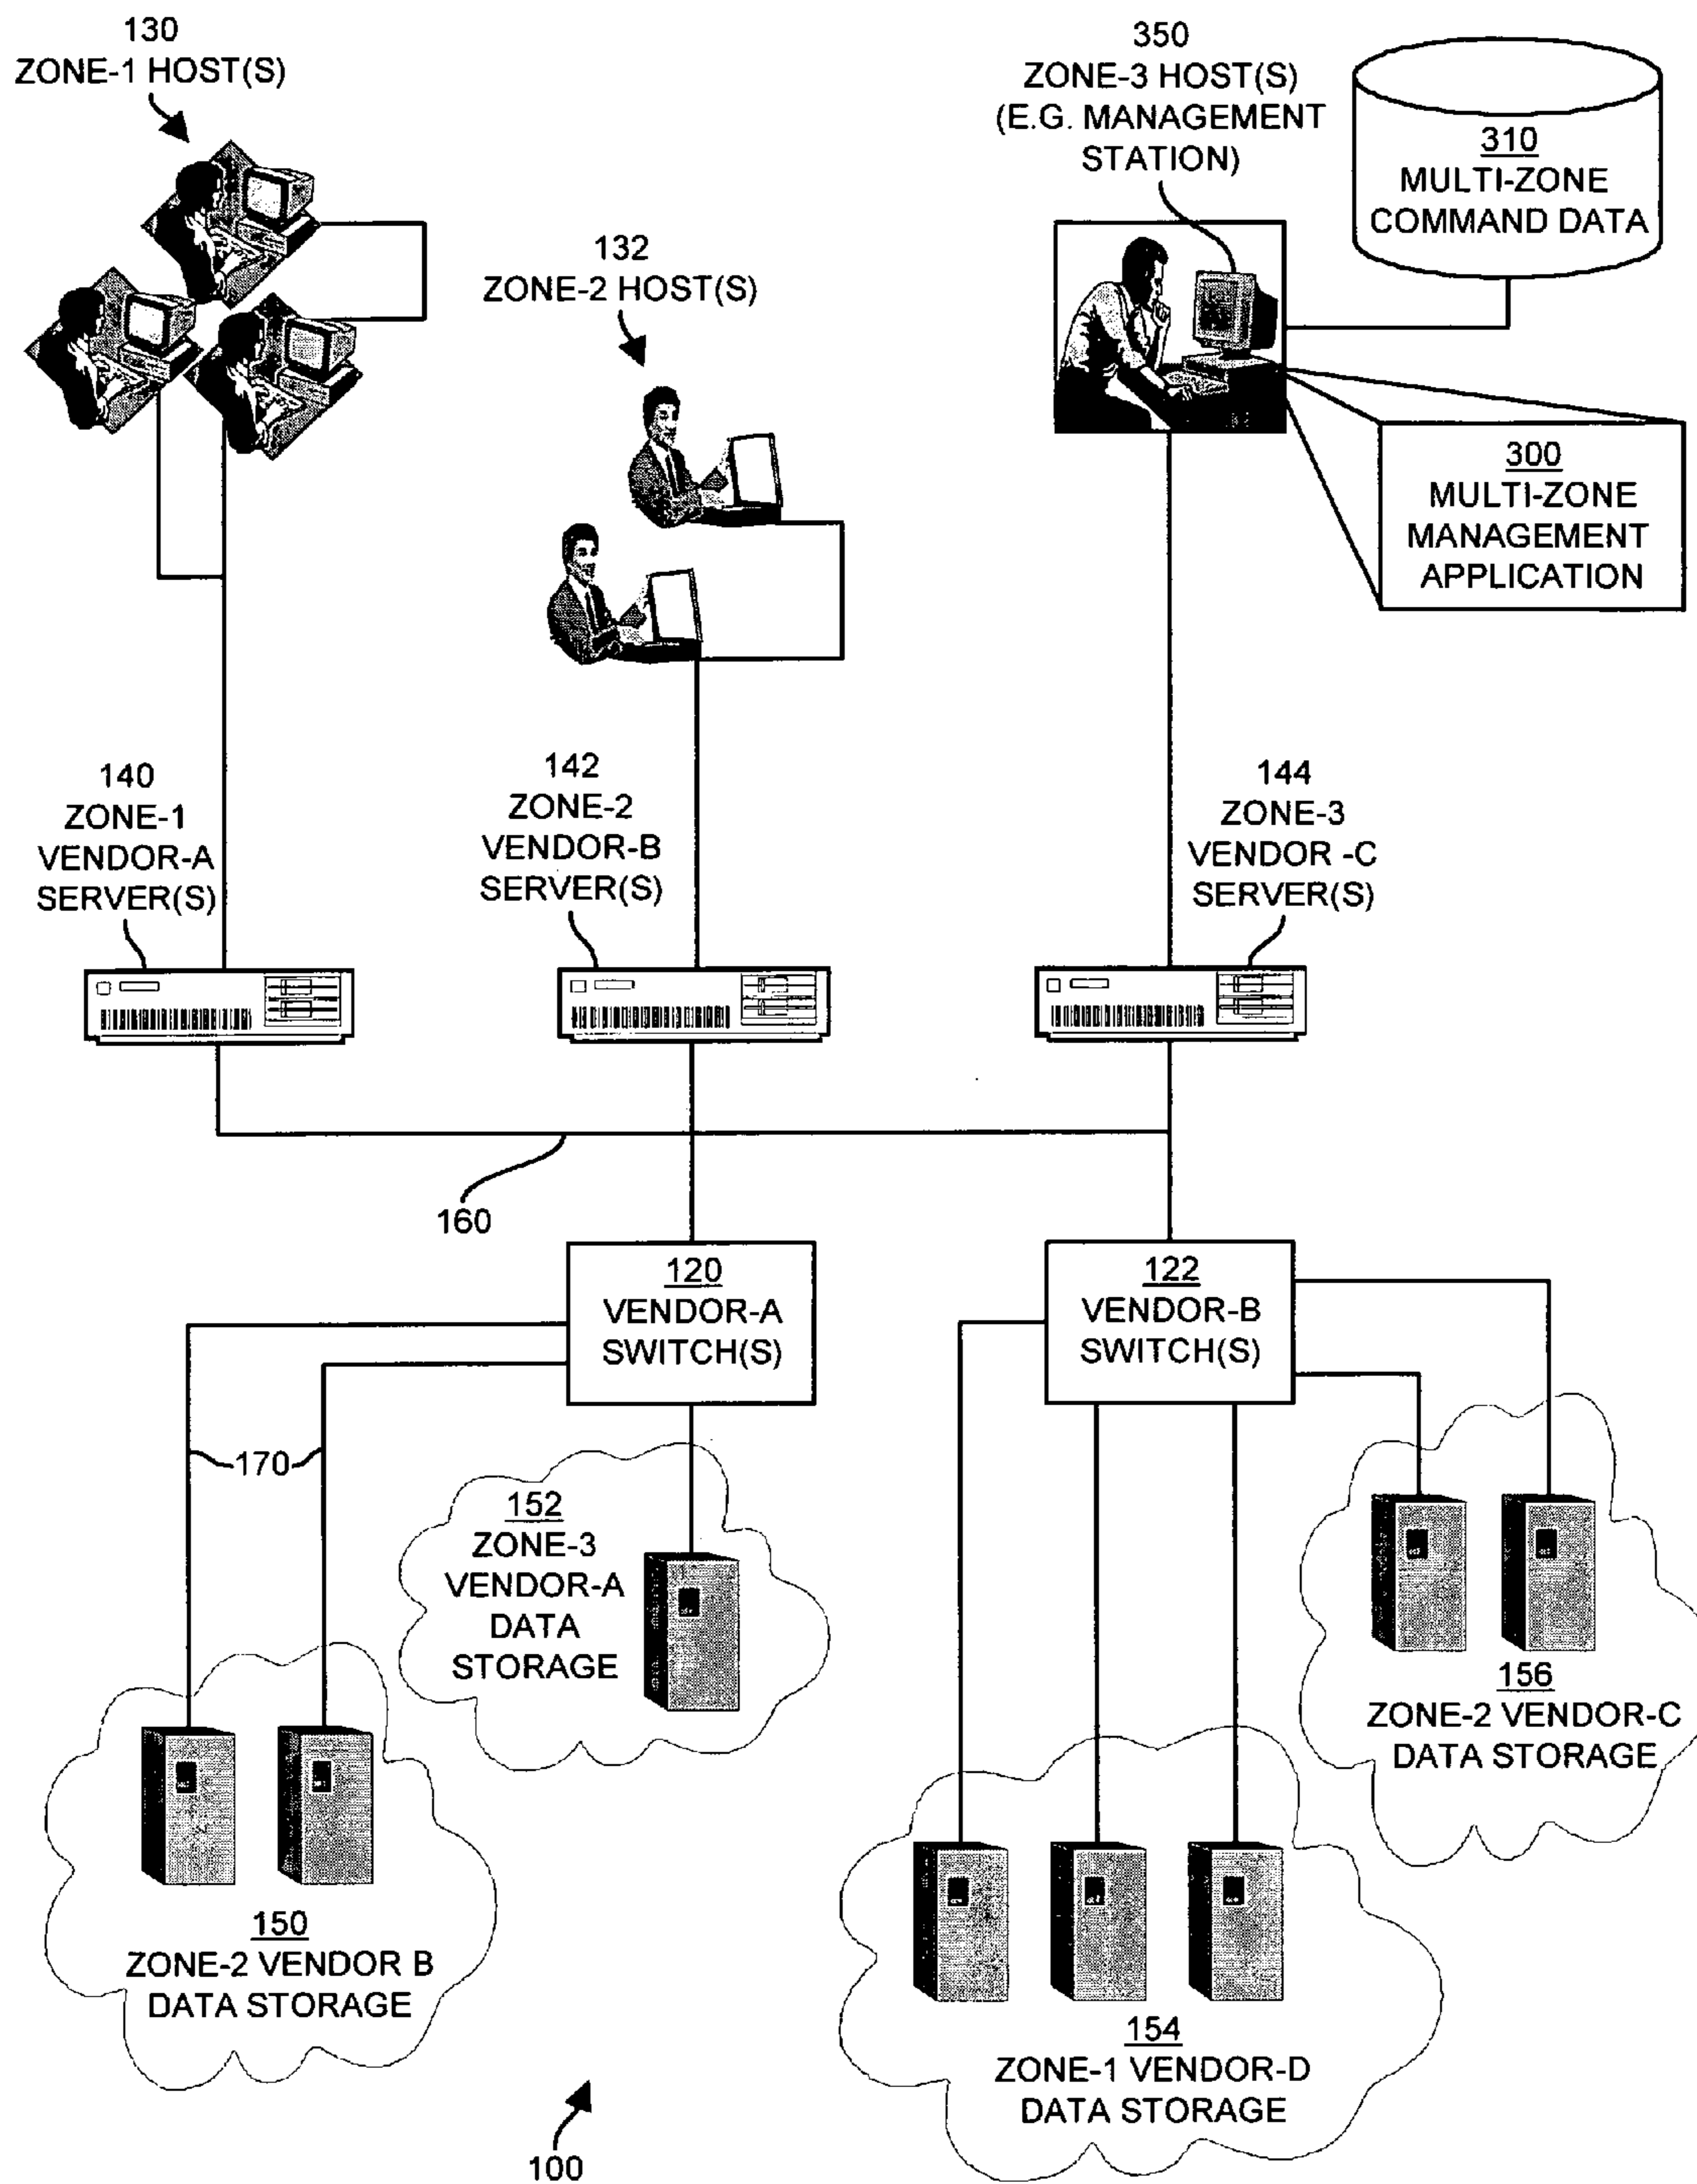 130
ZONE-1 HOST(S)
350
ZONE-3 HOST(S)
(E.G. MANAGEMENT
STATION)
310
MULTI-ZONE
COMMAND DATA
132
ZONE-2 HOST(S)
300
MULTI-ZONE
MANAGEMENT
APPLICATION
140
ZONE-1
VENDOR-A
SERVER(S)
142
ZONE-2
VENDOR-B
SERVER(S)
144
ZONE-3
VENDOR -C
SERVER(S)
160
120
VENDOR-A
SWITCH(S)
122
VENDOR-B
SWITCH(S)
170
152
ZONE-3
VENDOR-A
DATA
STORAGE
156
ZONE-2 VENDOR-C
DATA STORAGE
150
ZONE-2 VENDOR B
DATA STORAGE
154
ZONE-1 VENDOR-D
DATA STORAGE
100